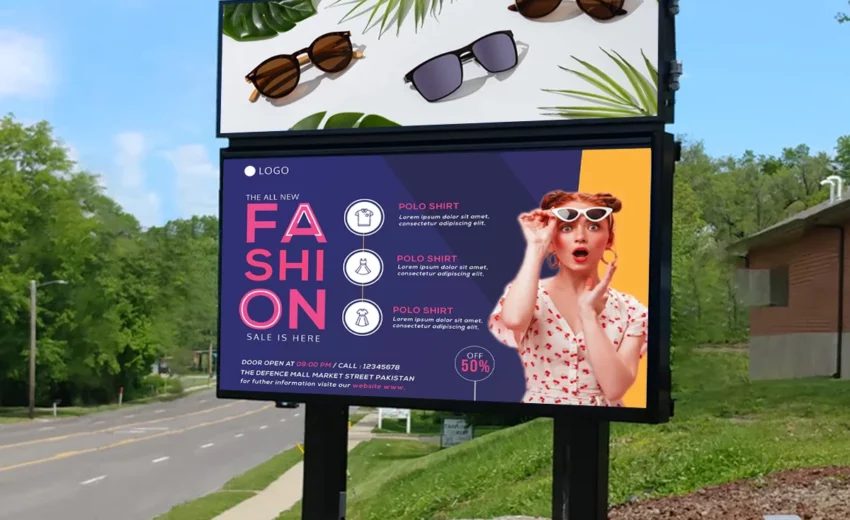 LOGO
THE ALL NEW
FA
SHI
ON
SALE IS HERE
POLO SHIRT
Lorem ipsum dolor sit amet,
consectetur adipiscing elit.
POLO SHIRT
Lorem ipsum dolor sit amet,
consectetur adipiscing elit.
POLO SHIRT
Lorem ipsum dolor sit amet,
consectetur adipiscing elit.
OFF
50%
DOOR OPEN AT 09:00 PM / CALL : 12345678
THE DEFENCE MALL MARKET STREET PAKISTAN
for futher information visite our website www.